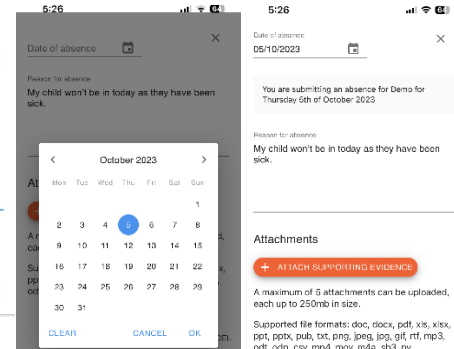 5:26
Date of absence
Reason for absence
My child won't be in today as they have been
sick.
October 2023
Mon Tue Wed Thu Fri Sat Sun
1
2 3 4 5 6 7 8
9 10 11 12 13 14 15
16 17 18 19 20 21 22
23 24 25 26 27 28 29
30 31
CLEAR CANCEL OK
5:26
Date of absence
05/10/2023
You are submitting an absence for Demo for
Thursday 5th of October 2023
Reason for absence
My child won't be in today as they have been
sick.
Attachments
+ ATTACH SUPPORTING EVIDENCE
A maximum of 5 attachments can be uploaded,
each up to 250mb in size.
Supported file formats: doc, docx, pdf, xls, xlsx,
ppt, pptx, pub, txt, png, jpeg, jpg, gif, rtf, mp3,
odt, odp, csv, mp4, mov, m4a,